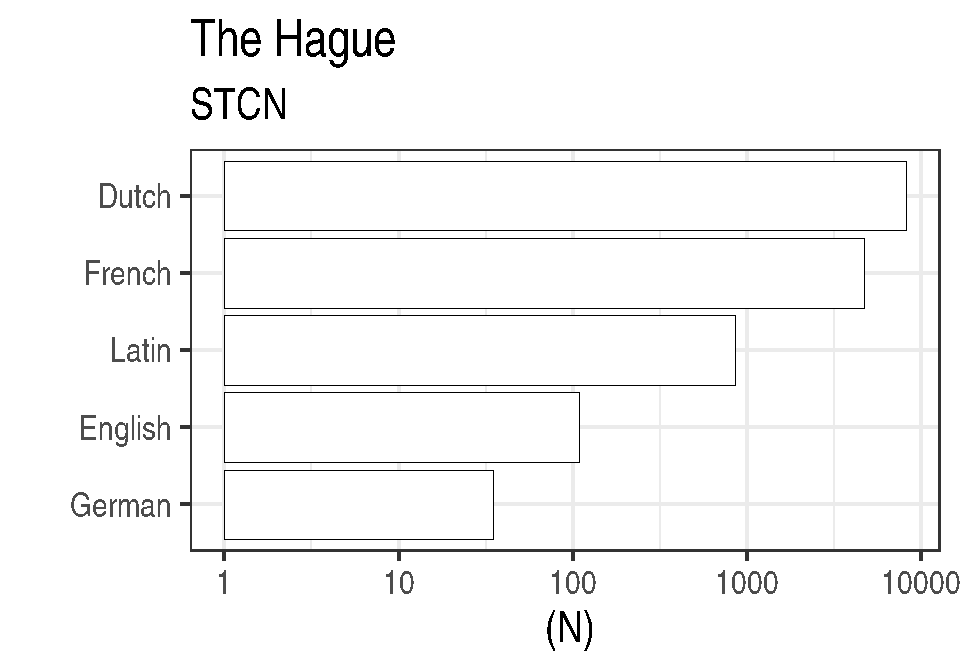 The Hague
STCN
Dutch
French
Latin
English
German
1 10 100 1000 10000
(N)